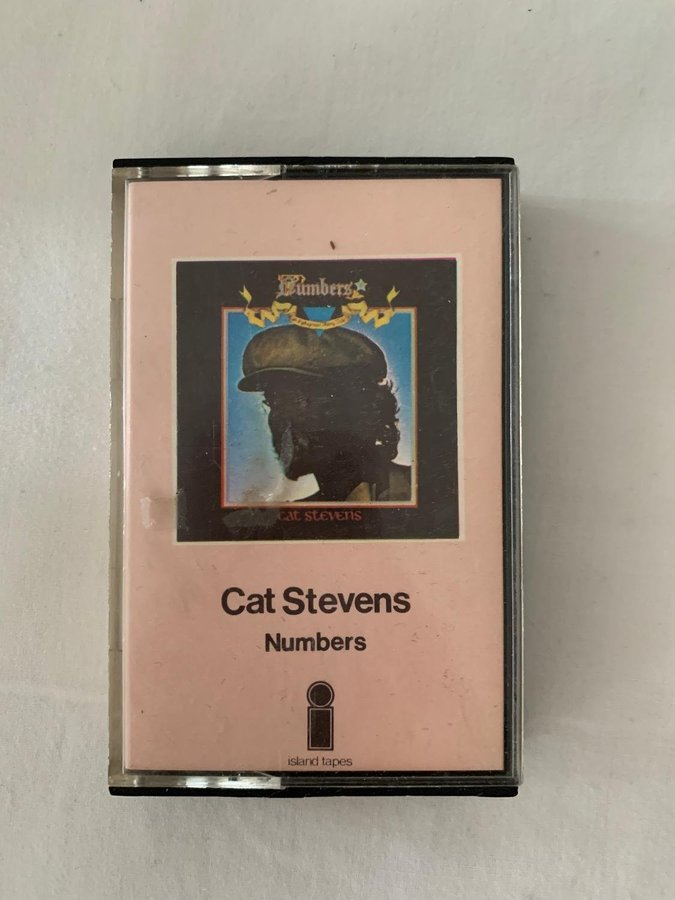 Numbers
cat stevens
Cat Stevens
Numbers
i
island tapes